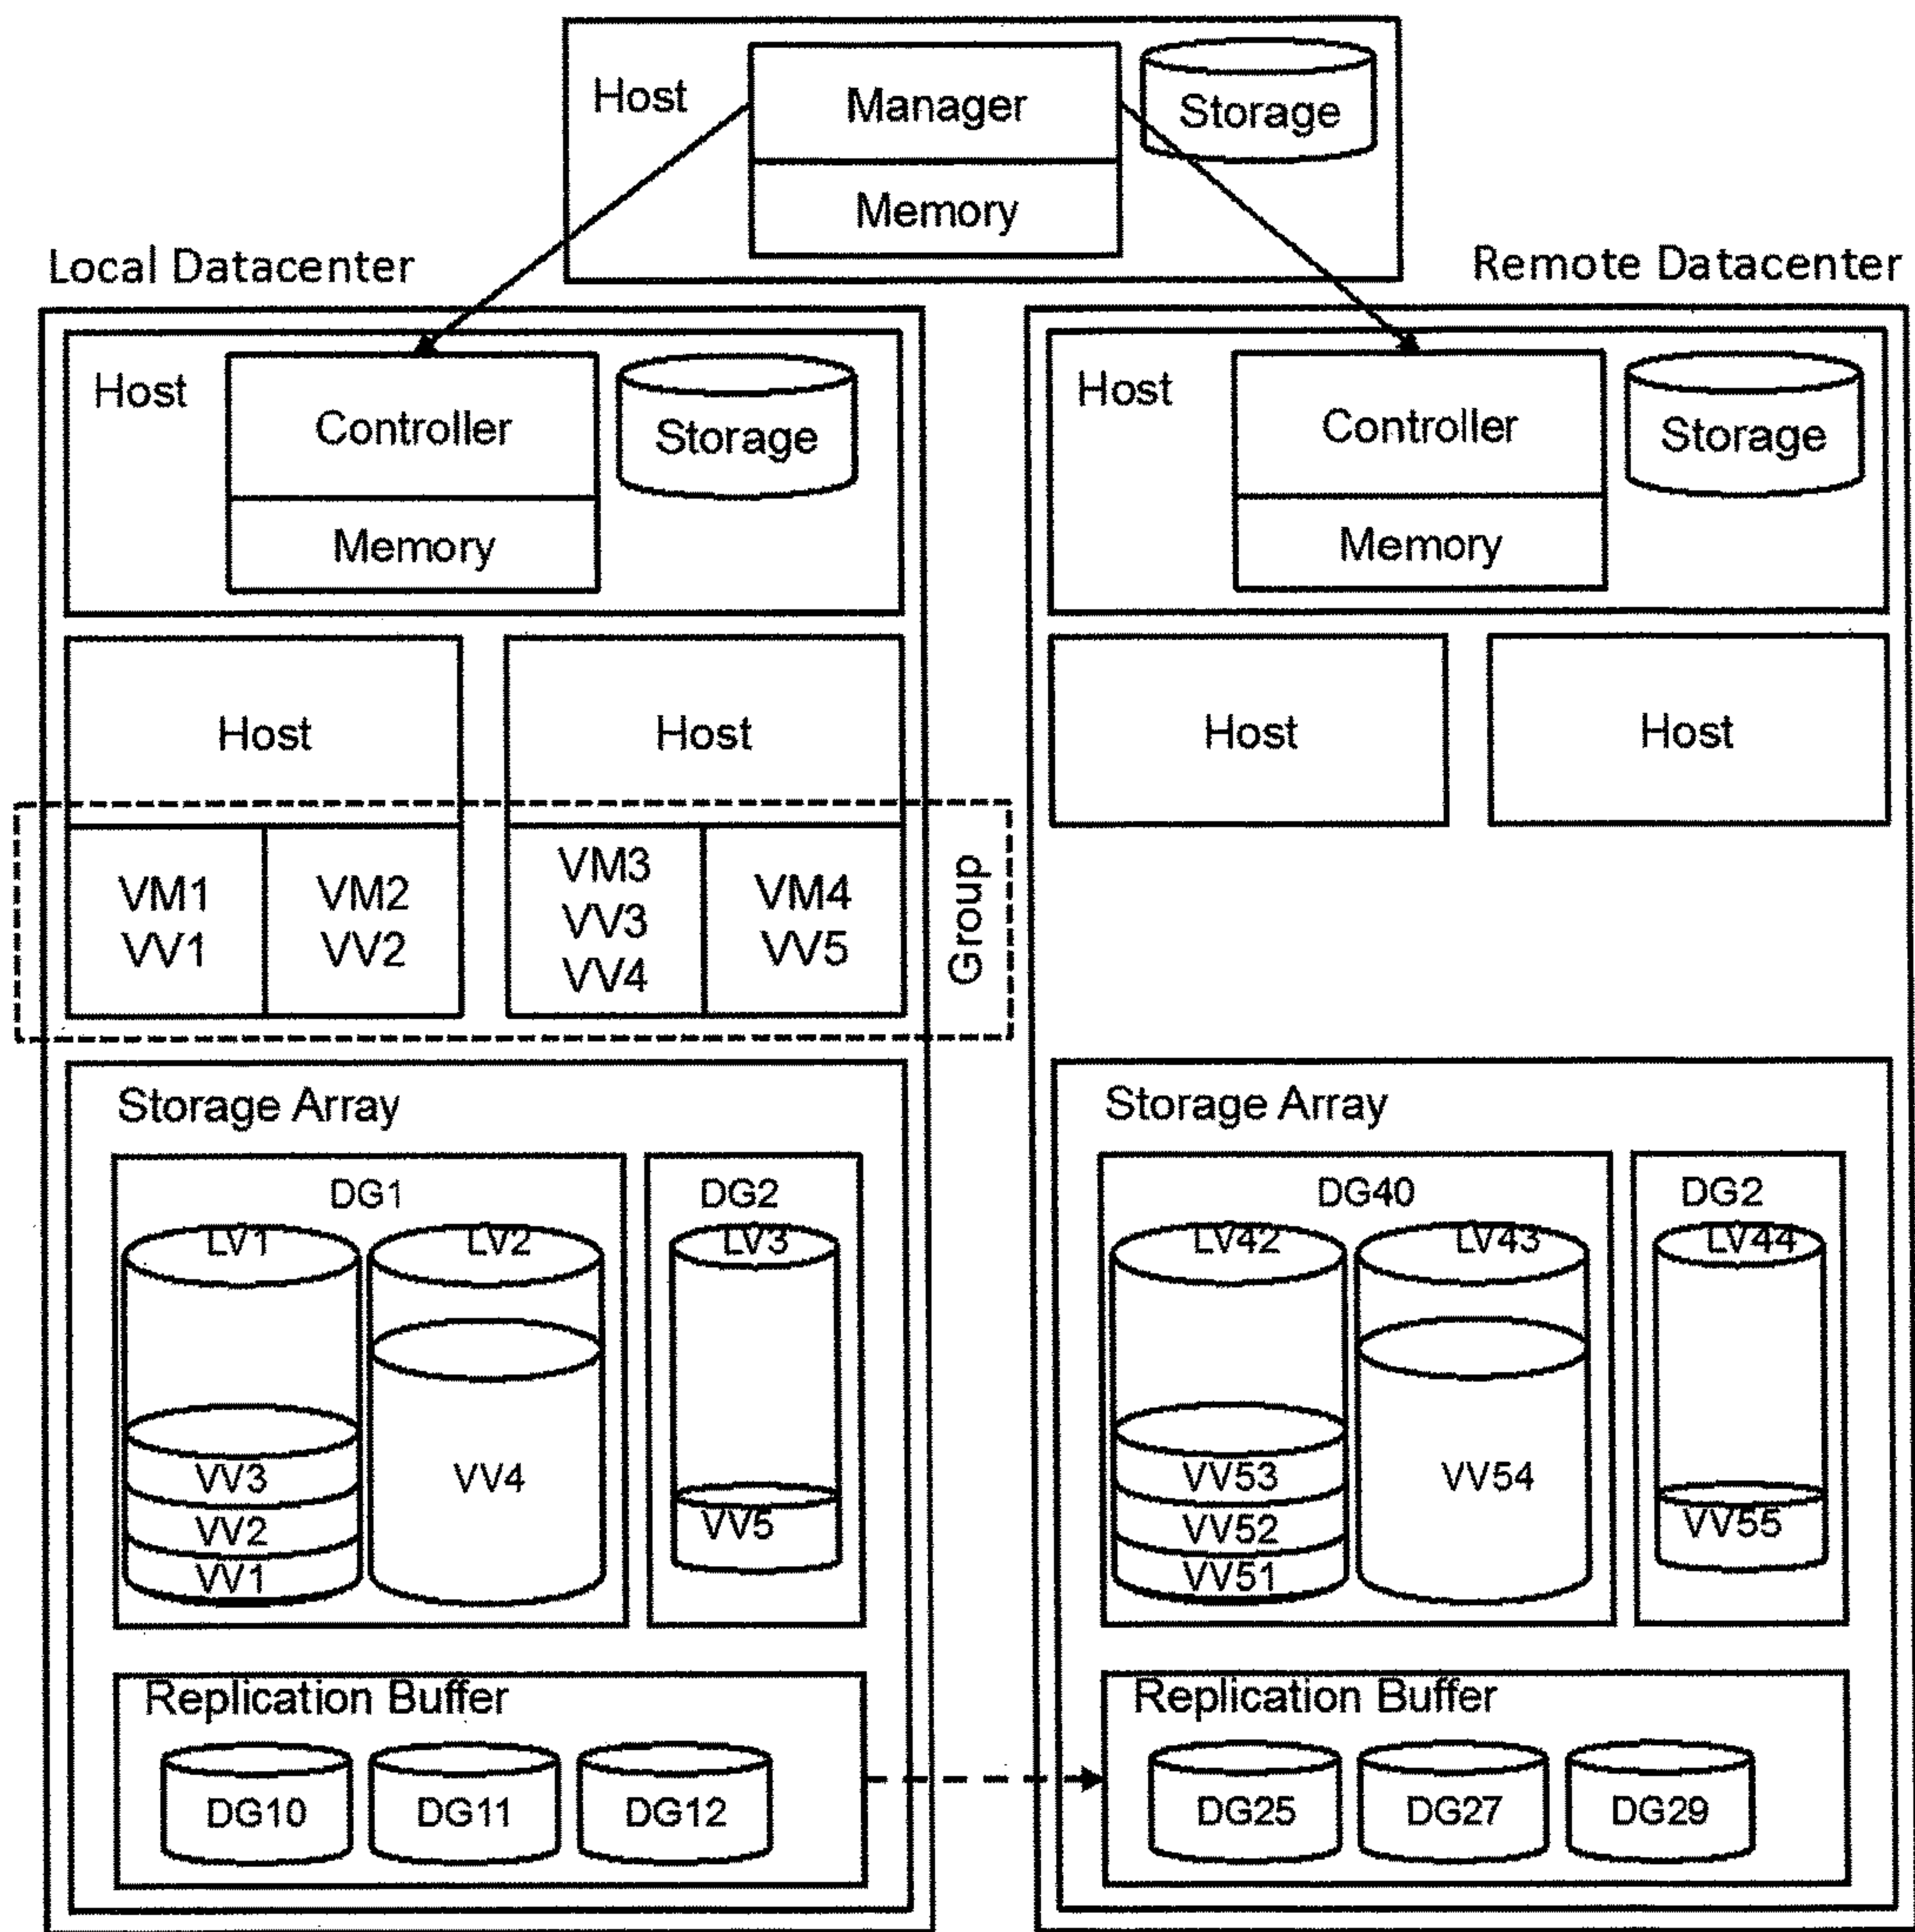 Host
Manager
Storage
Memory
Local Datacenter
Remote Datacenter
Host
Controller
Storage
Memory
Host
Host
VM1
VV1
VM2
VV2
VM3
VV3
VV4
VM4
VV5
Group
Storage Array
DG1
LV1
LV2
VV3
VV2
VV1
VV4
DG2
LV3
VV5
Replication Buffer
DG10
DG11
DG12
Host
Controller
Storage
Memory
Host
Host
Storage Array
DG40
LV42
LV43
VV53
VV52
VV51
VV54
DG2
LV44
VV55
Replication Buffer
DG25
DG27
DG29